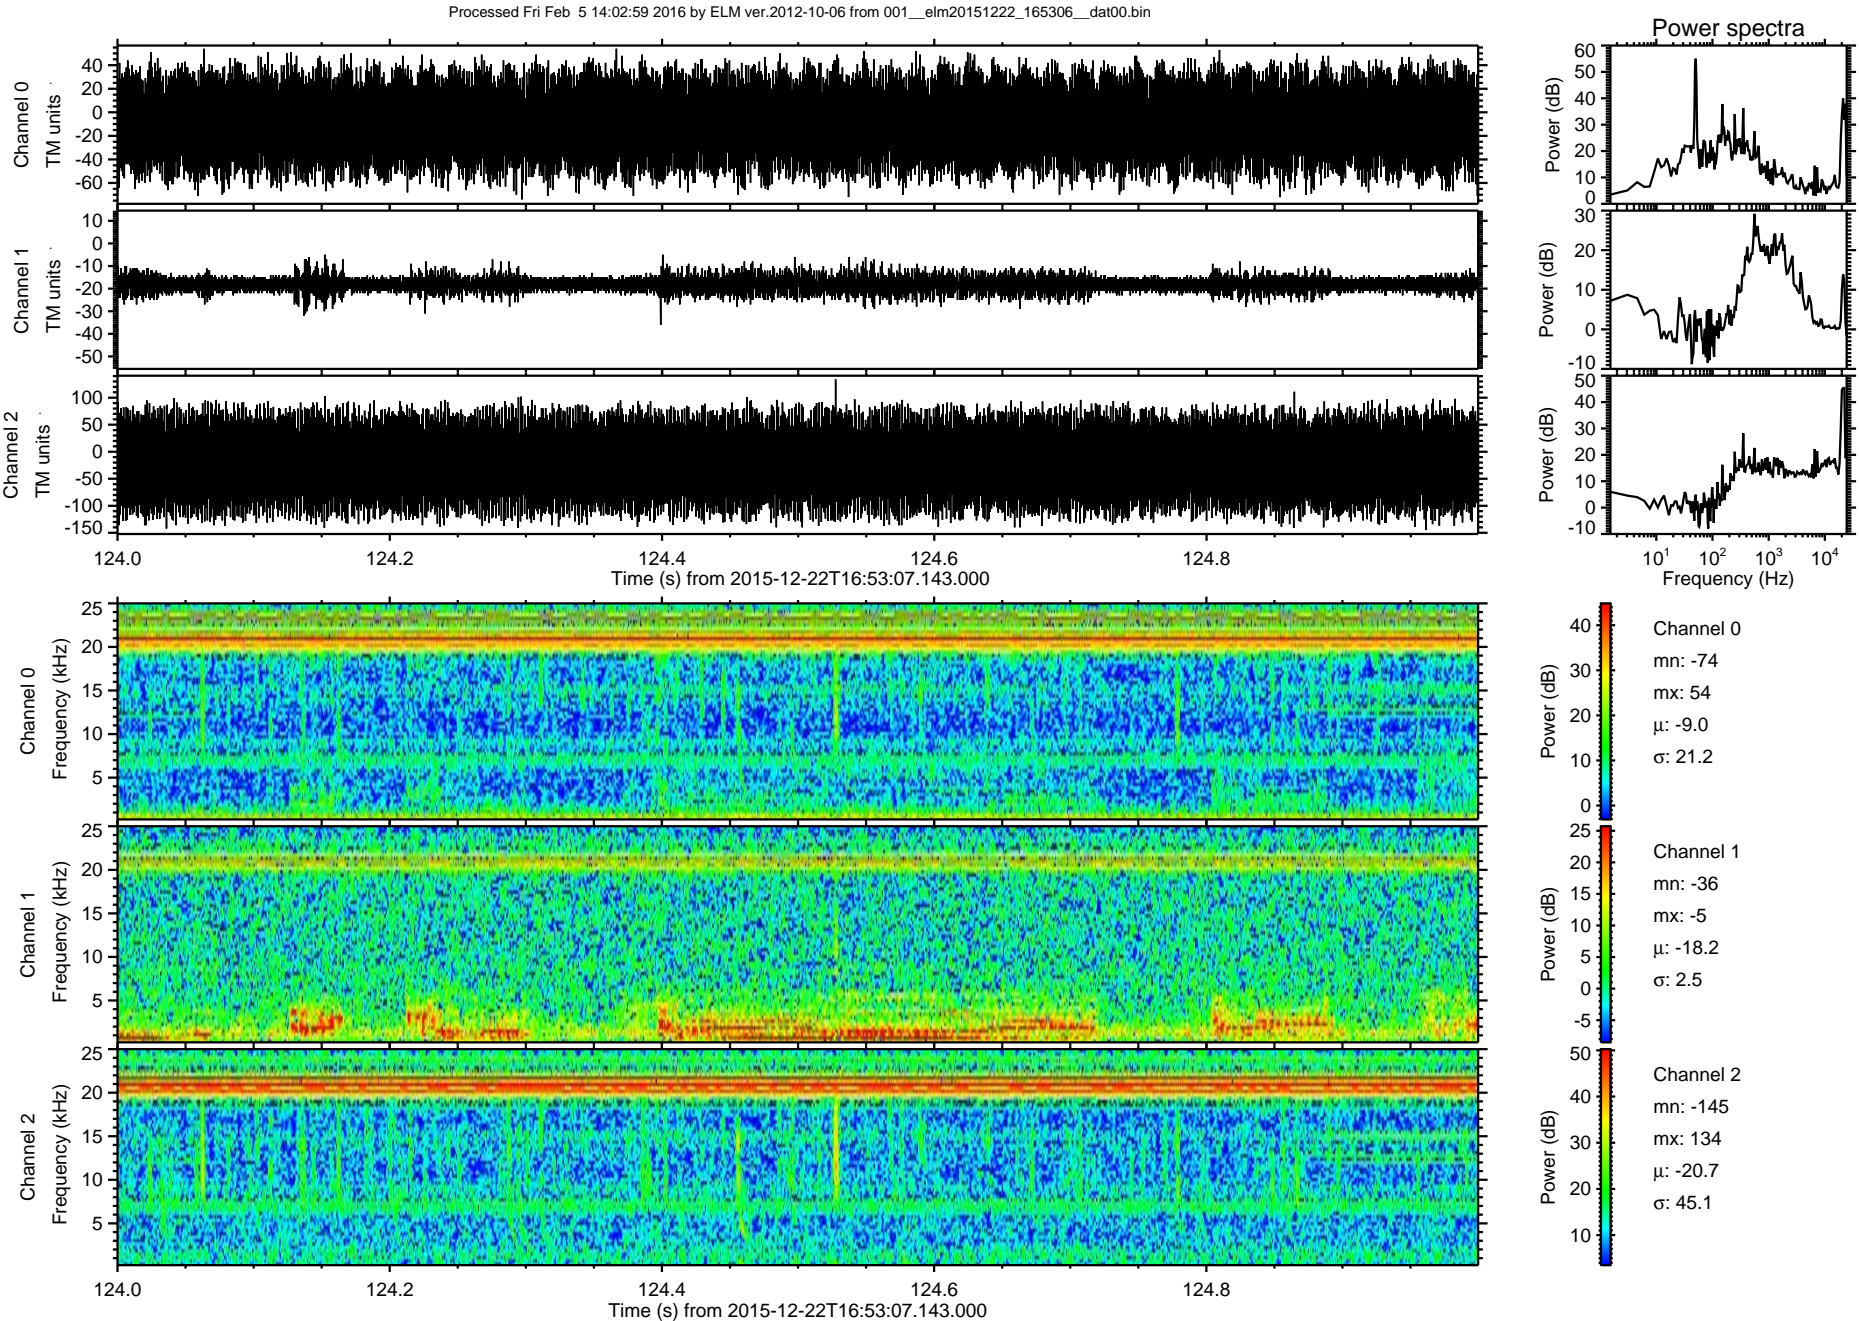 Processed Fri Feb  5 14:02:59 2016 by ELM ver.2012-10-06 from 001__elm20151222_165306__dat00.bin
Power spectra
Channel 0
TM units
40
20
0
-20
-40
-60
Power (dB)
60
50
40
30
20
10
0
Channel 1
TM units
10
0
-10
-20
-30
-40
-50
Power (dB)
30
20
10
0
-10
Channel 2
TM units
100
50
0
-50
-100
-150
Power (dB)
50
40
30
20
10
0
-10
124.0 124.2 124.4 124.6 124.8
Time (s) from 2015-12-22T16:53:07.143.000
10¹ 10² 10³ 10⁴
Frequency (Hz)
Channel 0
Frequency (kHz)
25
20
15
10
5
Power (dB)
40
30
20
10
0
Channel 0
mn: -74
mx: 54
μ: -9.0
σ: 21.2
Channel 1
Frequency (kHz)
25
20
15
10
5
Power (dB)
25
20
15
10
5
0
-5
Channel 1
mn: -36
mx: -5
μ: -18.2
σ: 2.5
Channel 2
Frequency (kHz)
25
20
15
10
5
Power (dB)
50
40
30
20
10
Channel 2
mn: -145
mx: 134
μ: -20.7
σ: 45.1
124.0 124.2 124.4 124.6 124.8
Time (s) from 2015-12-22T16:53:07.143.000